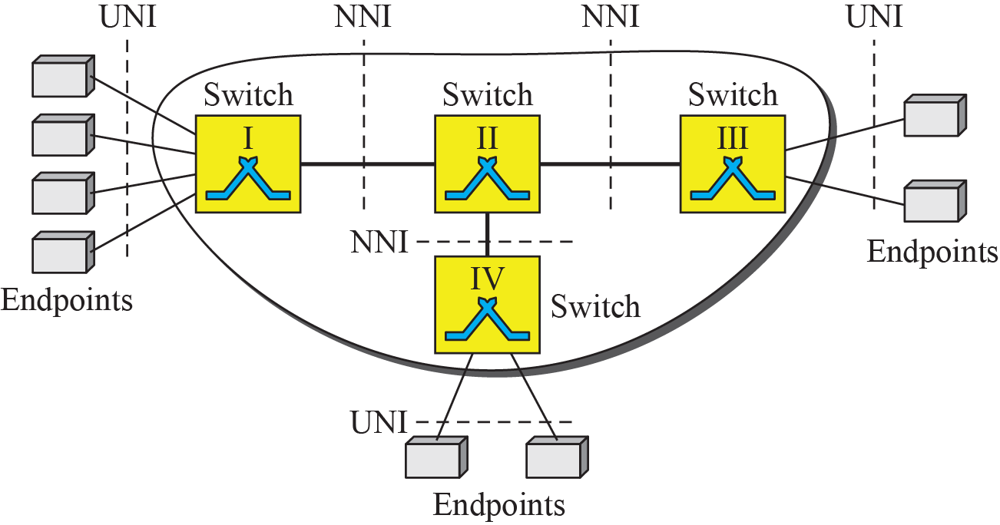 UNI
NNI
NNI
UNI
Switch
Switch
Switch
I
II
III
NNI
Endpoints
IV
Endpoints
Switch
UNI
Endpoints